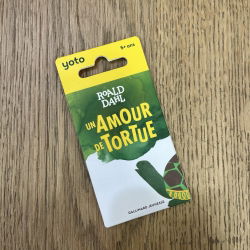 yoto
5+ ans
ROALD
DAHL
UN AMOUR
DE TORTUE
GALLIMARD JEUNESSE